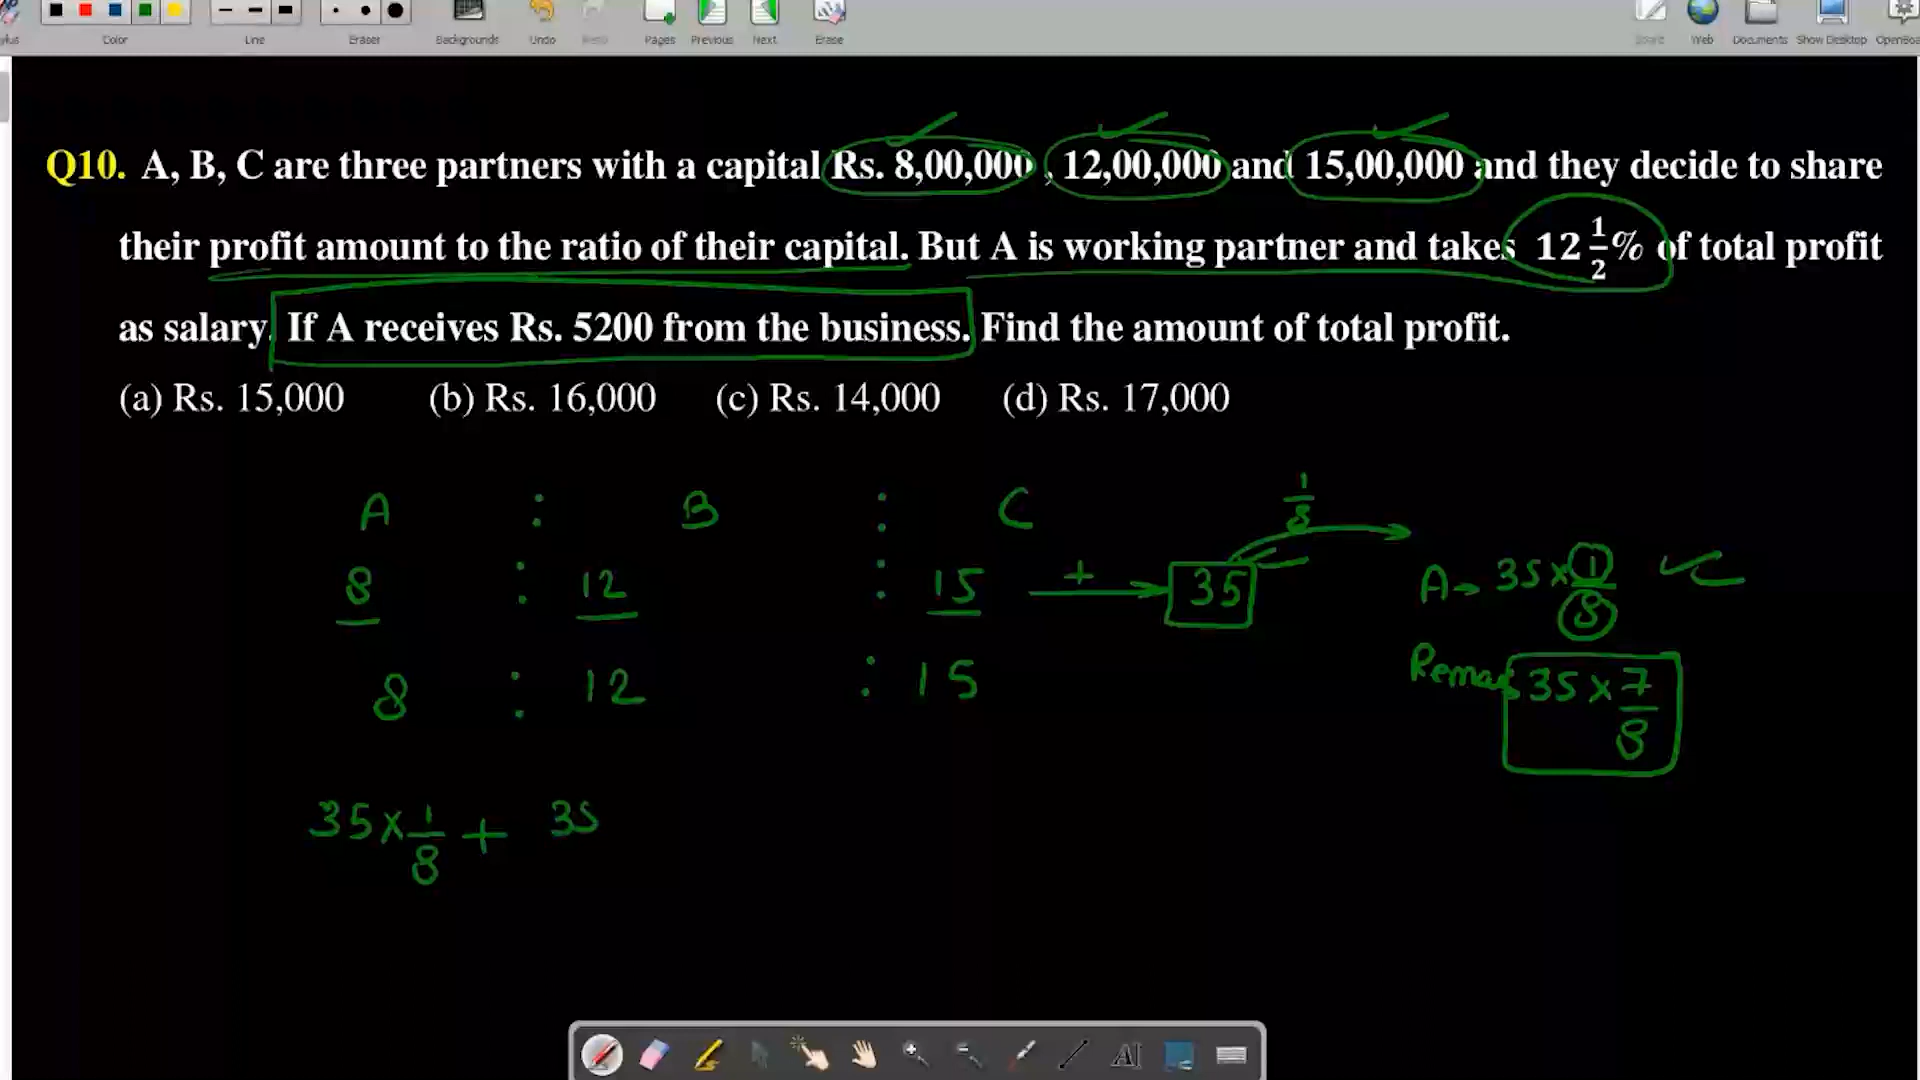 Color Line Eraser Backgrounds Undo Pages Previous Next Erase Web Documents Show Desktop OpenBoa
Q10. A, B, C are three partners with a capital Rs. 8,00,000 , 12,00,000 and 15,00,000 and they decide to share
their profit amount to the ratio of their capital. But A is working partner and takes 12 1/2% of total profit
as salary. If A receives Rs. 5200 from the business. Find the amount of total profit.
(a) Rs. 15,000 (b) Rs. 16,000 (c) Rs. 14,000 (d) Rs. 17,000
A : B : C
8 : 12 : 15 + 35
1/8
A → 35 × 1/8
8 : 12 : 15
35 × 7/8
35 × 1/8 + 35